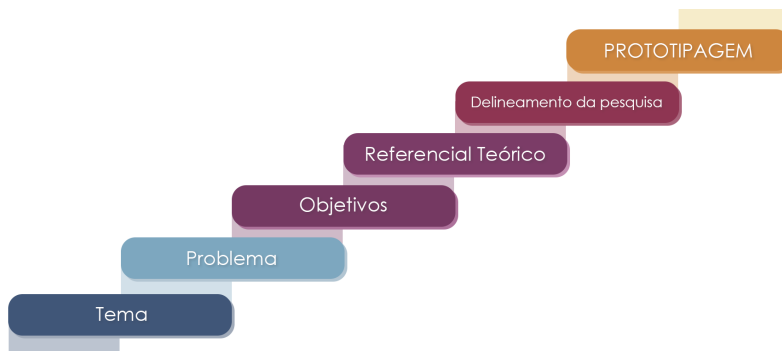 PROTOTIPAGEM
Delineamento da pesquisa
Referencial Teórico
Objetivos
Problema
Tema